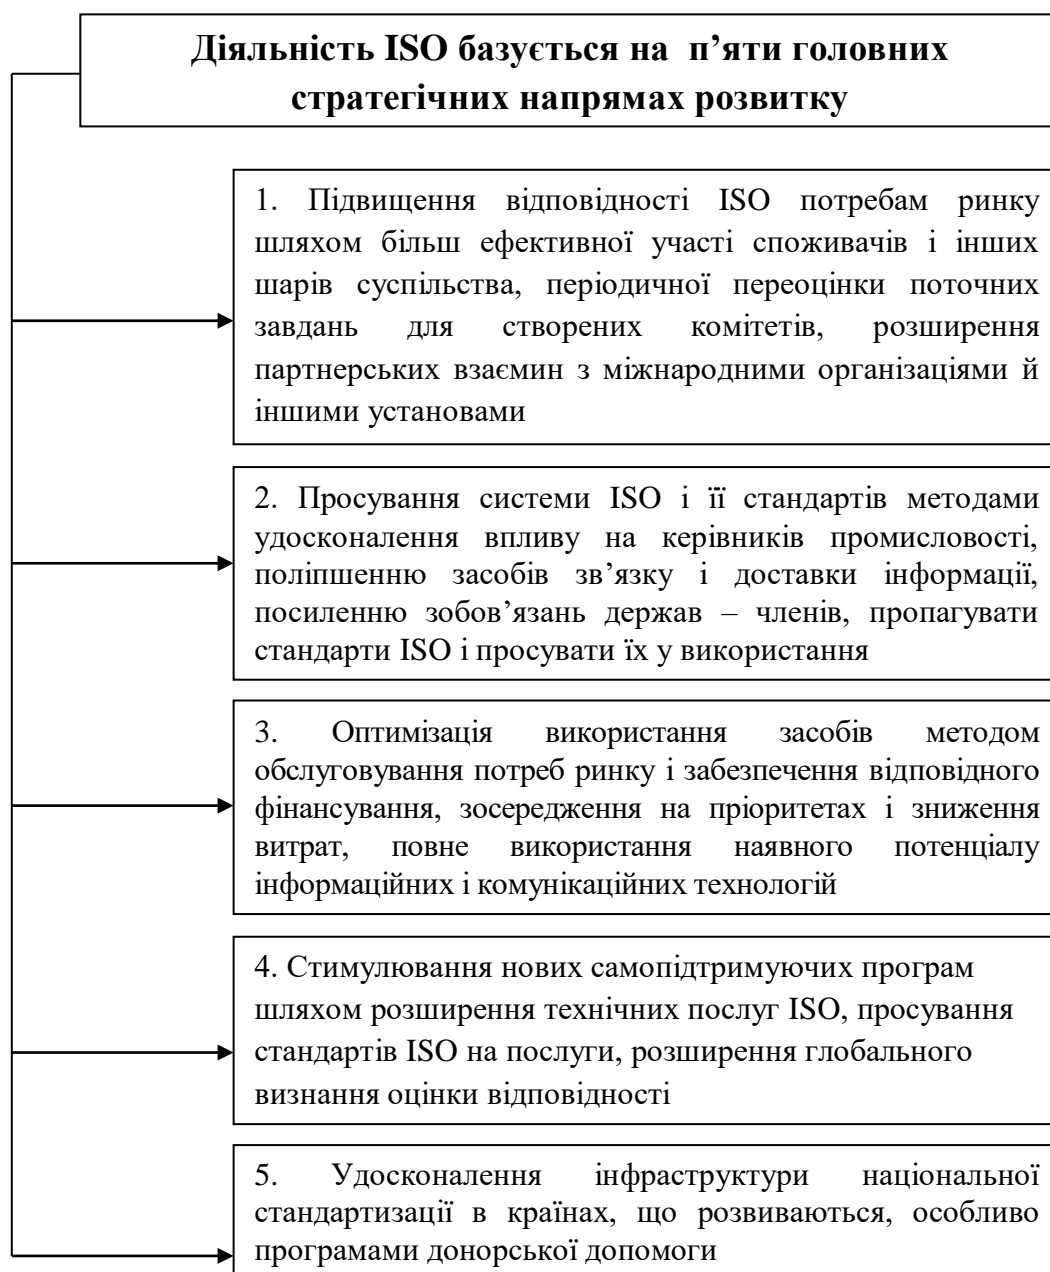 Діяльність ISO базується на п’яти головних
стратегічних напрямах розвитку
1. Підвищення відповідності ISO потребам ринку
шляхом більш ефективної участі споживачів і інших
шарів суспільства, періодичної переоцінки поточних
завдань для створених комітетів, розширення
партнерських взаємин з міжнародними організаціями й
іншими установами
2. Просування системи ISO і її стандартів методами
удосконалення впливу на керівників промисловості,
поліпшенню засобів зв’язку і доставки інформації,
посиленню зобов’язань держав – членів, пропагувати
стандарти ISO і просувати їх у використання
3. Оптимізація використання засобів методом
обслуговування потреб ринку і забезпечення відповідного
фінансування, зосередження на пріоритетах і зниження
витрат, повне використання наявного потенціалу
інформаційних і комунікаційних технологій
4. Стимулювання нових самопідтримуючих програм
шляхом розширення технічних послуг ISO, просування
стандартів ISO на послуги, розширення глобального
визнання оцінки відповідності
5. Удосконалення інфраструктури національної
стандартизації в країнах, що розвиваються, особливо
програмами донорської допомоги